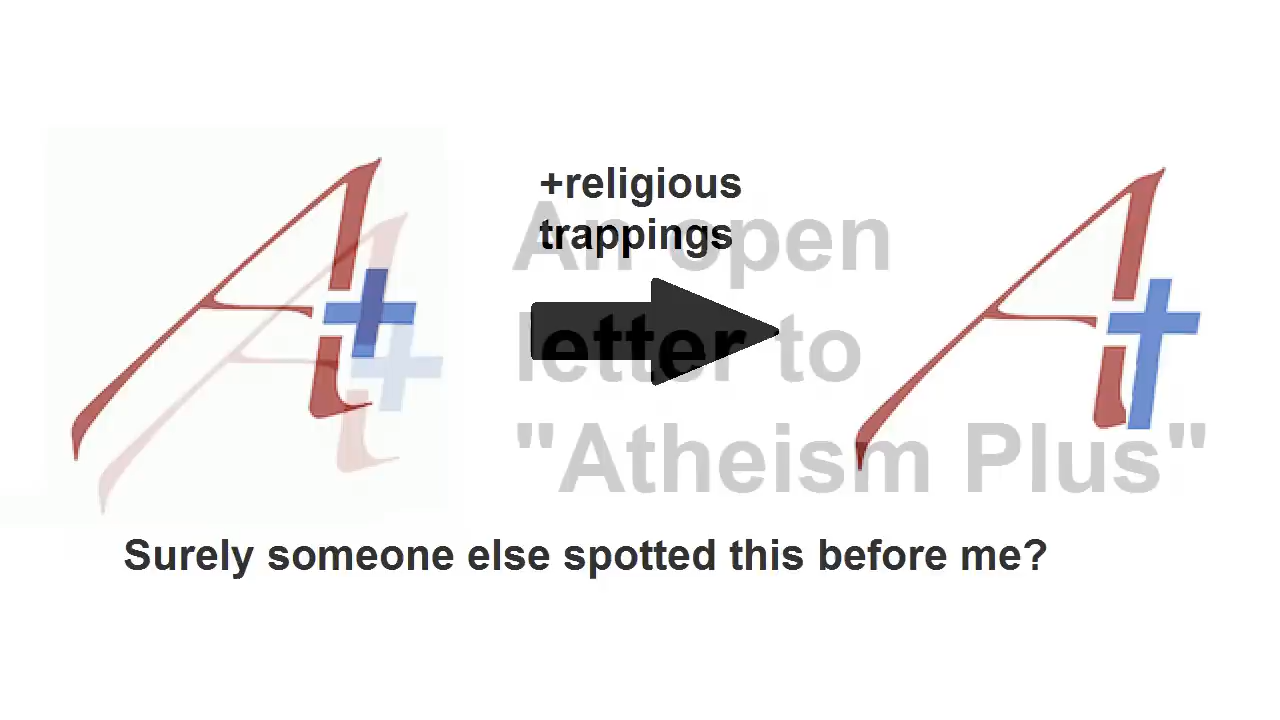 A+
+religious
trappings
An open
letter to
"Atheism Plus"
Surely someone else spotted this before me?